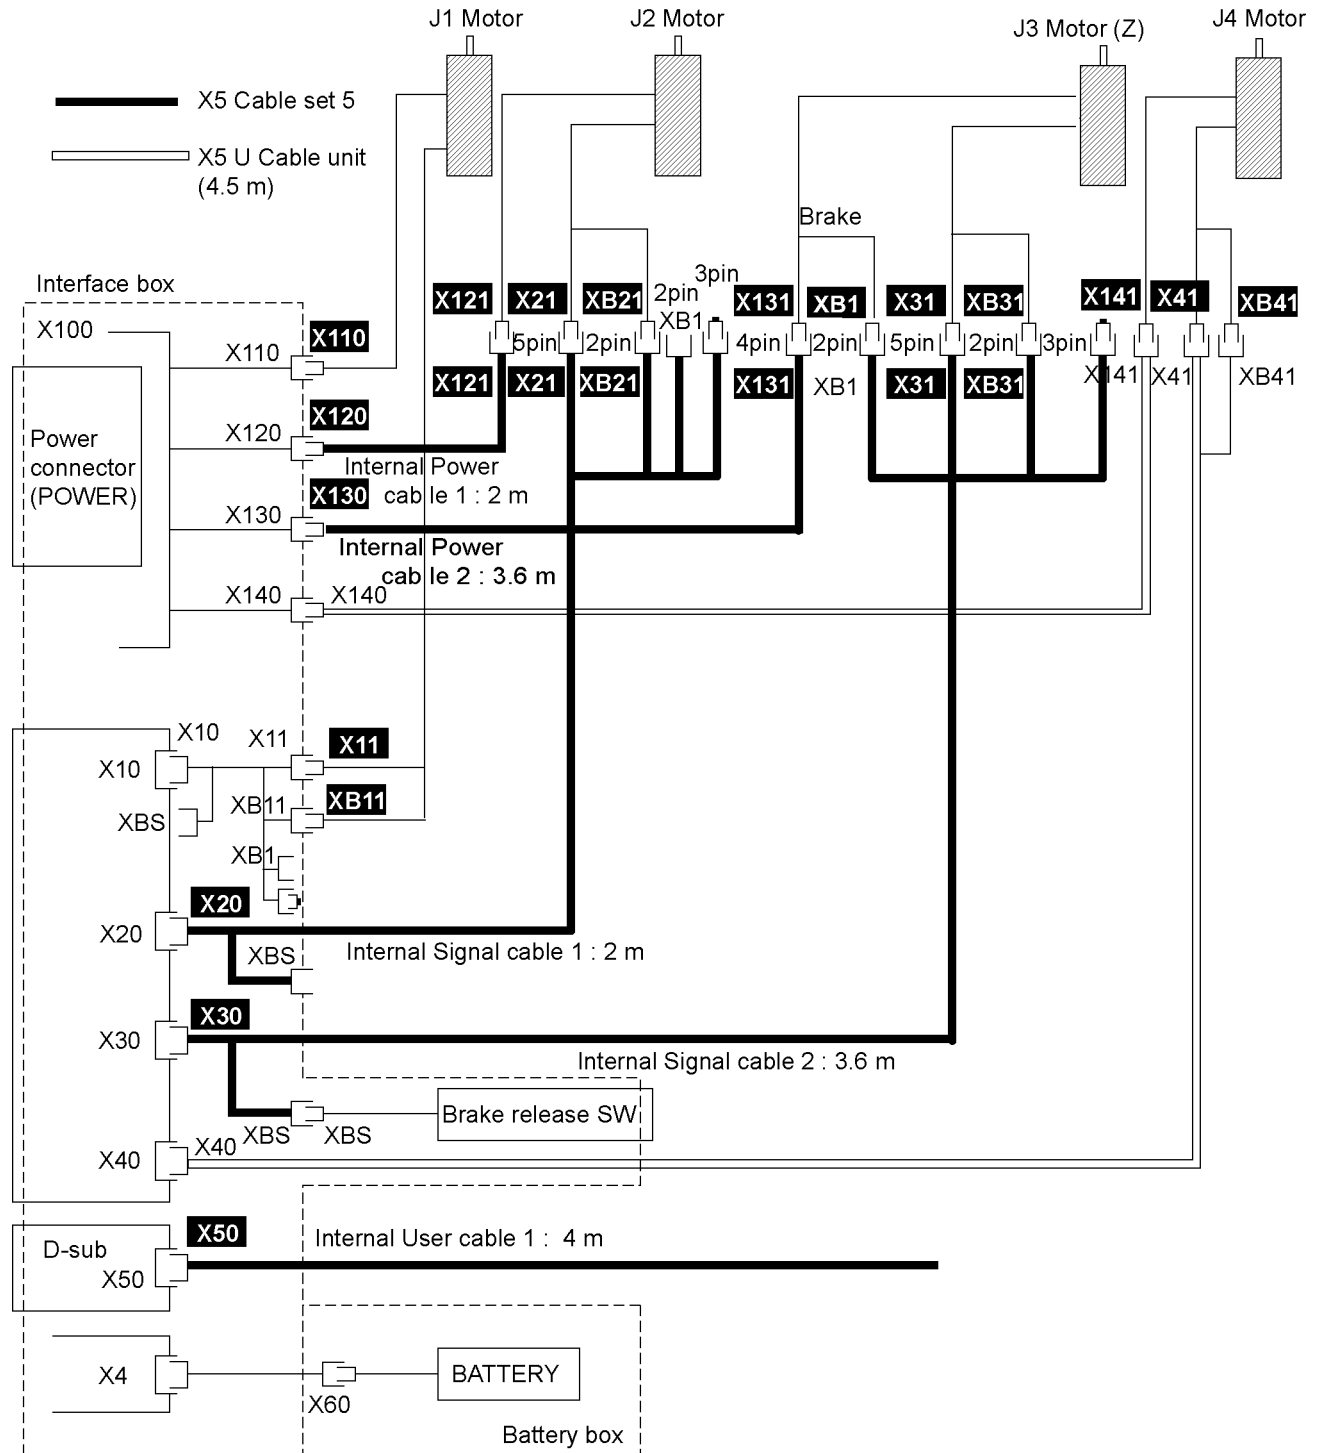 J1 Motor
J2 Motor
J3 Motor (Z)
J4 Motor
X5 Cable set 5
X5 U Cable unit
(4.5 m)
Brake
Interface box
3pin
2pin
XB1
X121
X21
XB21
X131
XB1
X31
XB31
X141
X41
XB41
X100
X110
X110
5pin
2pin
4pin
2pin
5pin
2pin
3pin
X121
X21
XB21
X131
XB1
X31
XB31
X141
X41
XB41
X120
X120
Power
connector
(POWER)
Internal Power
cable 1 : 2 m
X130
X130
Internal Power
cable 2 : 3.6 m
X140
X140
X10
X11
X11
X10
XBS
XB11
XB11
XB1
X20
X20
XBS
Internal Signal cable 1 : 2 m
X30
X30
Internal Signal cable 2 : 3.6 m
Brake release SW
XBS
XBS
X40
X40
X50
D-sub
X50
Internal User cable 1 : 4 m
X4
BATTERY
X60
Battery box